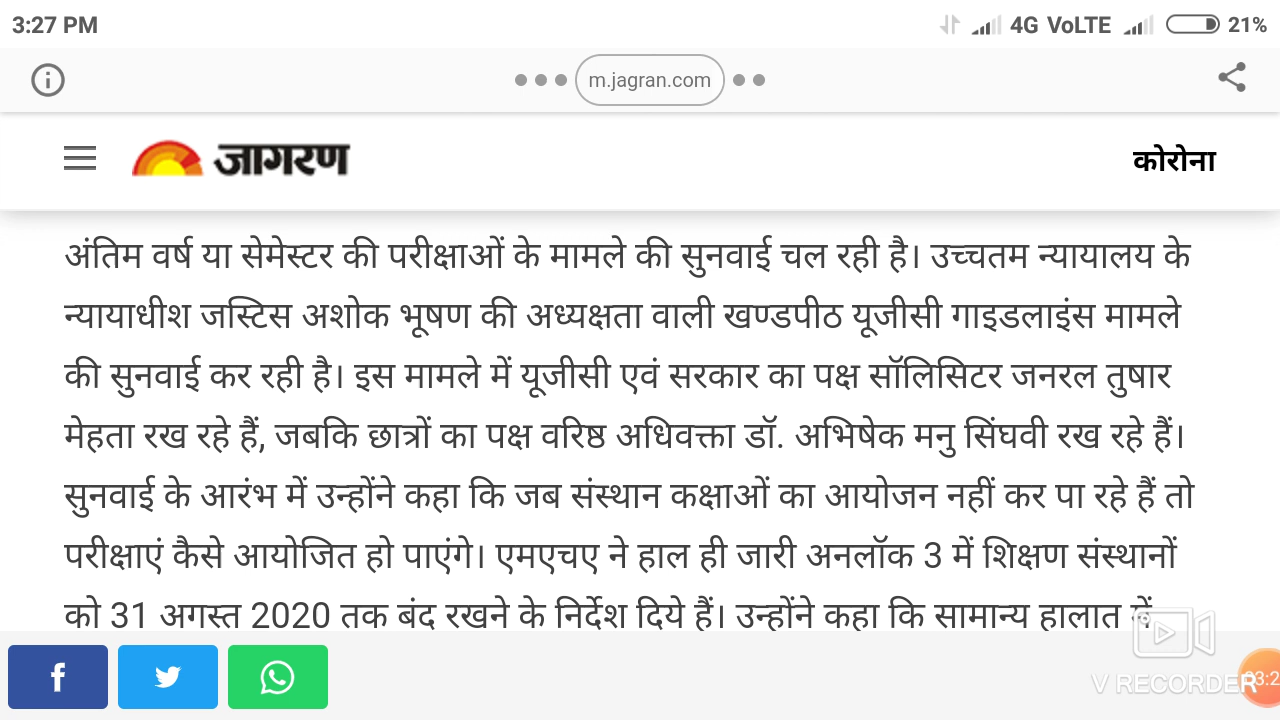 3:27 PM 4G VoLTE 21%
m.jagran.com
जागरण कोरोना
अंतिम वर्ष या सेमेस्टर की परीक्षाओं के मामले की सुनवाई चल रही है। उच्चतम न्यायालय के
न्यायाधीश जस्टिस अशोक भूषण की अध्यक्षता वाली खण्डपीठ यूजीसी गाइडलाइंस मामले
की सुनवाई कर रही है। इस मामले में यूजीसी एवं सरकार का पक्ष सॉलिसिटर जनरल तुषार
मेहता रख रहे हैं, जबकि छात्रों का पक्ष वरिष्ठ अधिवक्ता डॉ. अभिषेक मनु सिंघवी रख रहे हैं।
सुनवाई के आरंभ में उन्होंने कहा कि जब संस्थान कक्षाओं का आयोजन नहीं कर पा रहे हैं तो
परीक्षाएं कैसे आयोजित हो पाएंगे। एमएचए ने हाल ही जारी अनलॉक 3 में शिक्षण संस्थानों
को 31 अगस्त 2020 तक बंद रखने के निर्देश दिये हैं। उन्होंने कहा कि सामान्य हालात में
V RECORDER